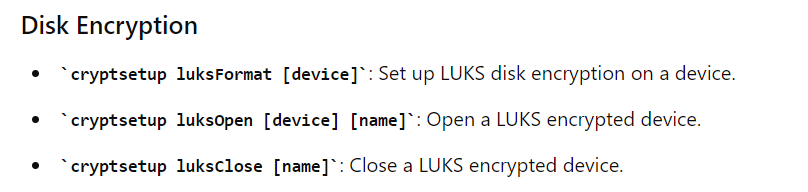 Disk Encryption
• `cryptsetup luksFormat [device]`: Set up LUKS disk encryption on a device.
• `cryptsetup luksOpen [device] [name]`: Open a LUKS encrypted device.
• `cryptsetup luksClose [name]`: Close a LUKS encrypted device.